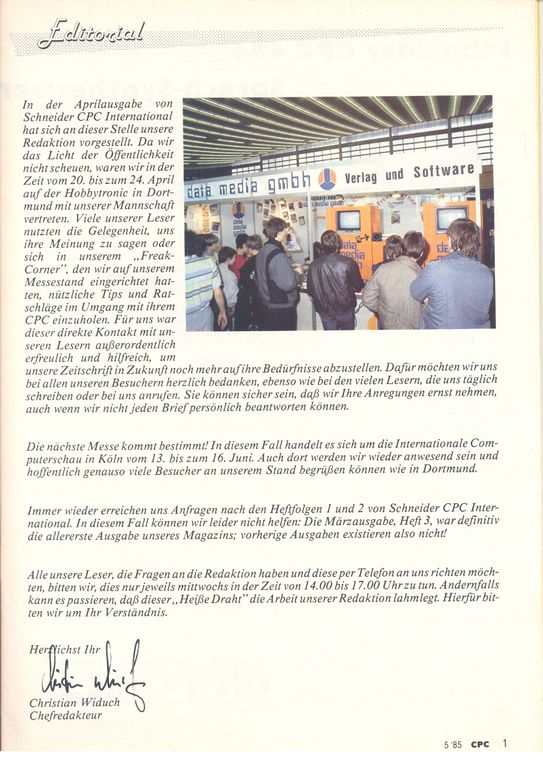 Editorial
In der Aprilausgabe von
Schneider CPC International
hat sich an dieser Stelle unsere
Redaktion vorgestellt. Da wir
das Licht der Öffentlichkeit
nicht scheuen, waren wir in der
Zeit vom 20. bis zum 24. April
auf der Hobbytronic in Dort-
mund mit unserer Mannschaft
vertreten. Viele unserer Leser
nutzten die Gelegenheit, uns
ihre Meinung zu sagen oder
sich in unserem „Freak-
Corner", den wir auf unserem
Messestand eingerichtet hat-
ten, nützliche Tips und Rat-
schläge im Umgang mit ihrem
CPC einzuholen. Für uns war
dieser direkte Kontakt mit un-
seren Lesern außerordentlich
erfreulich und hilfreich, um
unsere Zeitschrift in Zukunft noch mehr auf ihre Bedürfnisse abzustellen. Dafür möchten wir uns
bei allen unseren Besuchern herzlich bedanken, ebenso wie bei den vielen Lesern, die uns täglich
schreiben oder bei uns anrufen. Sie können sicher sein, daß wir Ihre Anregungen ernst nehmen,
auch wenn wir nicht jeden Brief persönlich beantworten können.
data media gmbh Verlag und Software
data media gmbh
Die nächste Messe kommt bestimmt! In diesem Fall handelt es sich um die Internationale Com-
puterschau in Köln vom 13. bis zum 16. Juni. Auch dort werden wir wieder anwesend sein und
hoffentlich genauso viele Besucher an unserem Stand begrüßen können wie in Dortmund.
Immer wieder erreichen uns Anfragen nach den Heftfolgen 1 und 2 von Schneider CPC Inter-
national. In diesem Fall können wir leider nicht helfen: Die Märzausgabe, Heft 3, war definitiv
die allererste Ausgabe unseres Magazins; vorherige Ausgaben existieren also nicht!
Alle unsere Leser, die Fragen an die Redaktion haben und diese per Telefon an uns richten möch-
ten, bitten wir, dies nur jeweils mittwochs in der Zeit von 14.00 bis 17.00 Uhr zu tun. Andernfalls
kann es passieren, daß dieser „Heiße Draht" die Arbeit unserer Redaktion lahmlegt. Hierfür bit-
ten wir um Ihr Verständnis.
Herzlichst Ihr
Christian Widuch
Chefredakteur
5'85 CPC 1